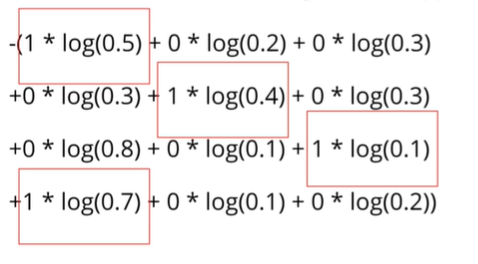 -(1 * log(0.5) + 0 * log(0.2) + 0 * log(0.3)
+0 * log(0.3) + 1 * log(0.4) + 0 * log(0.3)
+0 * log(0.8) + 0 * log(0.1) + 1 * log(0.1)
+1 * log(0.7) + 0 * log(0.1) + 0 * log(0.2))